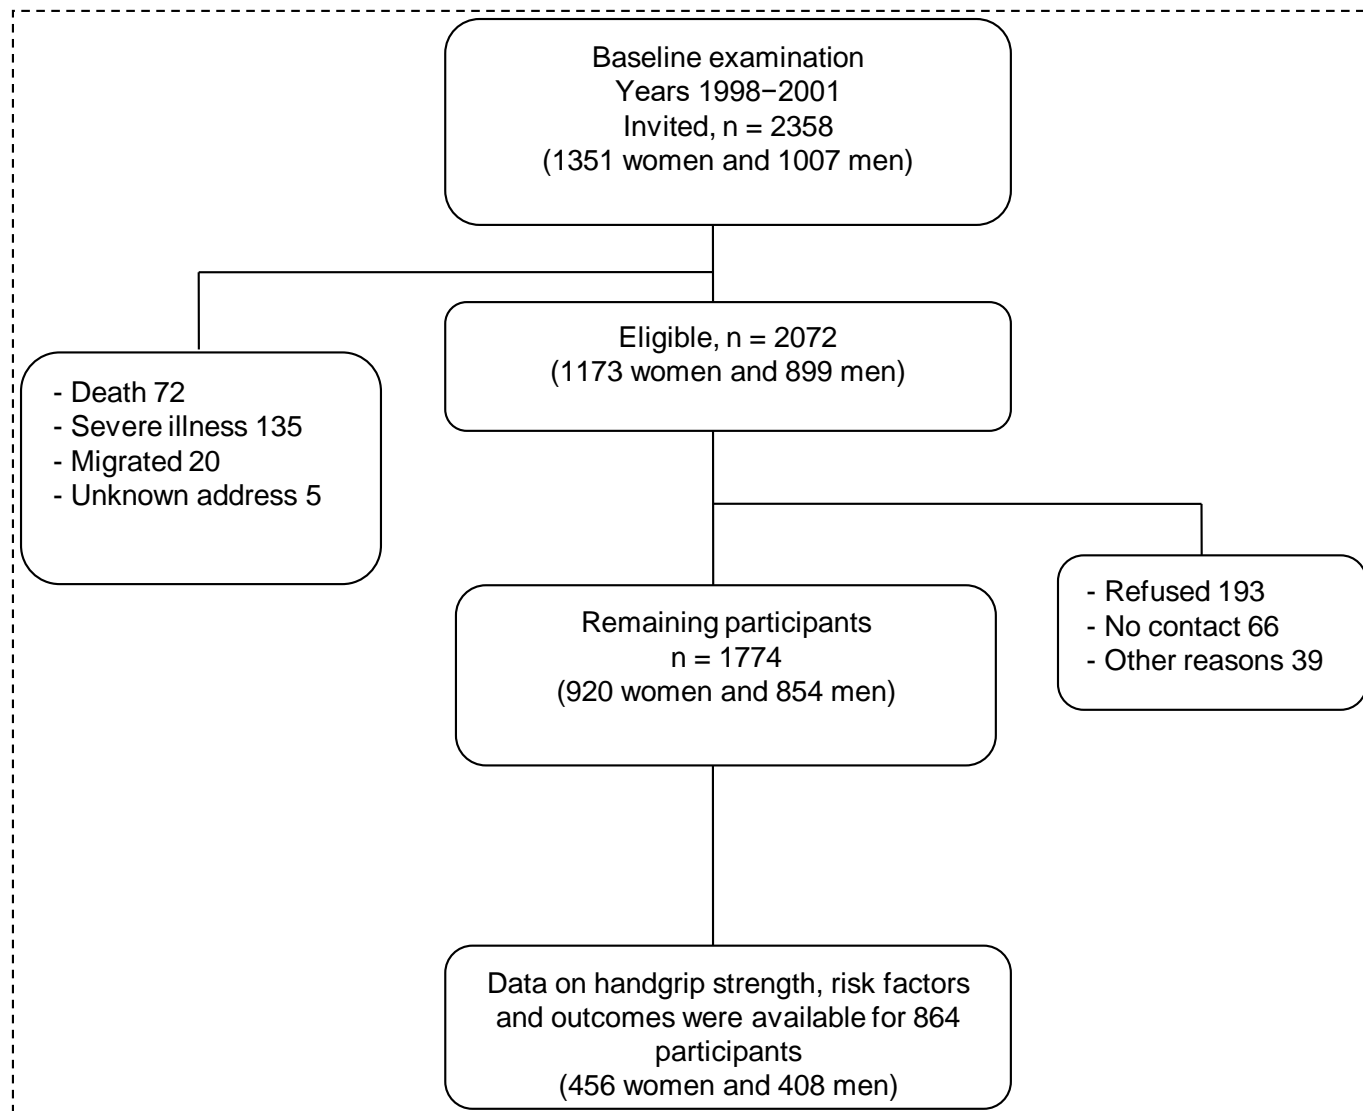 Baseline examination
Years 1998−2001
Invited, n = 2358
(1351 women and 1007 men)
Eligible, n = 2072
(1173 women and 899 men)
- Death 72
- Severe illness 135
- Migrated 20
- Unknown address 5
- Refused 193
- No contact 66
- Other reasons 39
Remaining participants
n = 1774
(920 women and 854 men)
Data on handgrip strength, risk factors
and outcomes were available for 864
participants
(456 women and 408 men)